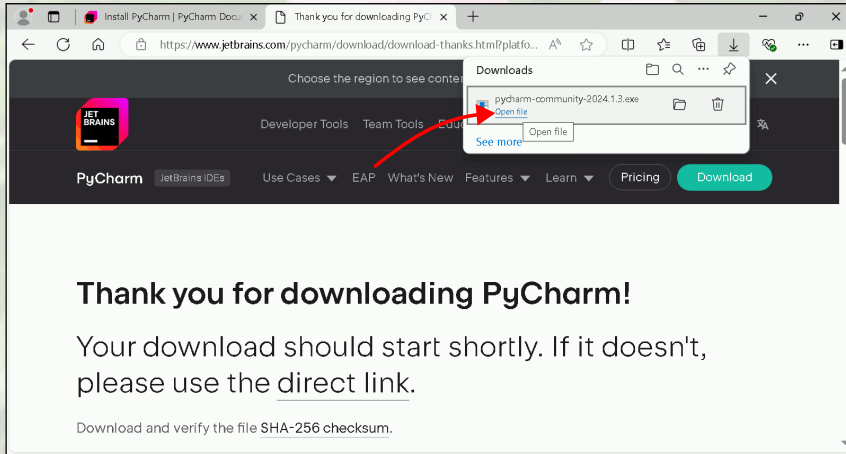 Install PyCharm | PyCharm Docu
Thank you for downloading PyC
https://www.jetbrains.com/pycharm/download/download-thanks.html?platfo...
Downloads
pycharm-community-2024.1.3.exe
Open file
Open file
See more
Choose the region to see conten
JET
BRAINS
Developer Tools Team Tools Edu
PyCharm JetBrains IDEs Use Cases EAP What's New Features Learn Pricing Download
Thank you for downloading PyCharm!
Your download should start shortly. If it doesn't,
please use the direct link.
Download and verify the file SHA-256 checksum.